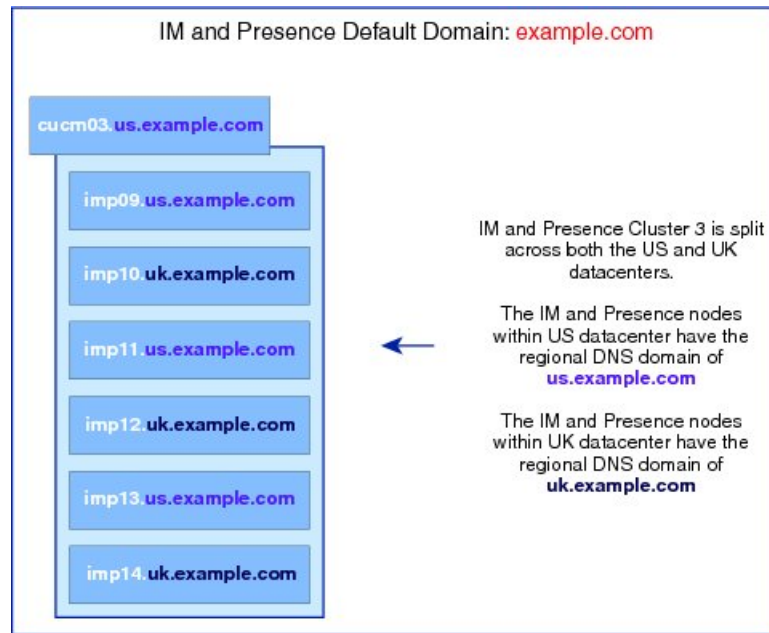 IM and Presence Default Domain: example.com
cucm03.us.example.com
imp09.us.example.com
imp10.uk.example.com
imp11.us.example.com
imp12.uk.example.com
imp13.us.example.com
imp14.uk.example.com
IM and Presence Cluster 3 is split
across both the US and UK
datacenters.
The IM and Presence nodes
within US datacenter have the
regional DNS domain of
us.example.com
The IM and Presence nodes
within UK datacenter have the
regional DNS domain of
uk.example.com